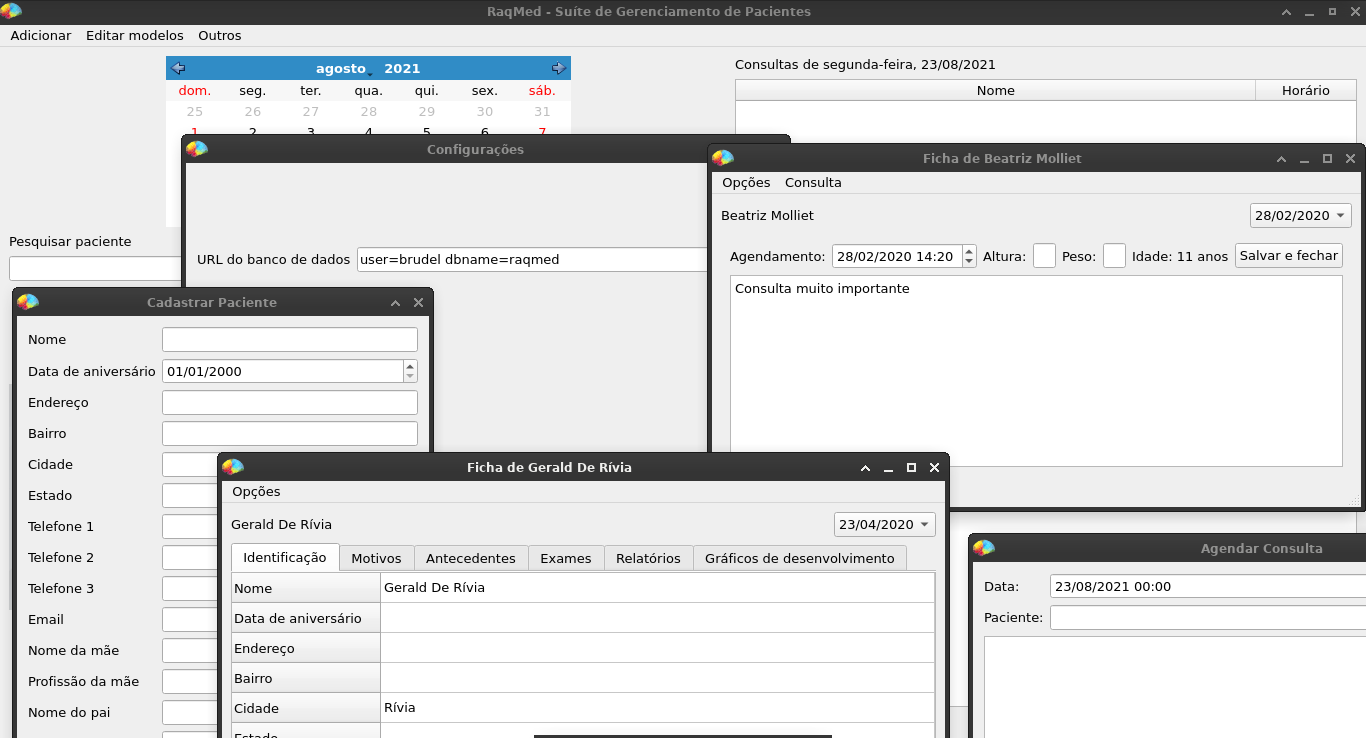 RaqMed - Suíte de Gerenciamento de Pacientes
Adicionar Editar modelos Outros
agosto 2021
dom. seg. ter. qua. qui. sex. sáb.
25 26 27 28 29 30 31
1 2 3 4 5 6 7
Consultas de segunda-feira, 23/08/2021
Nome Horário
Pesquisar paciente
Configurações
URL do banco de dados user=brudel dbname=raqmed
Ficha de Beatriz Molliet
Opções Consulta
Beatriz Molliet 28/02/2020
Agendamento: 28/02/2020 14:20 Altura: Peso: Idade: 11 anos Salvar e fechar
Consulta muito importante
Cadastrar Paciente
Nome
Data de aniversário 01/01/2000
Endereço
Bairro
Cidade
Estado
Telefone 1
Telefone 2
Telefone 3
Email
Nome da mãe
Profissão da mãe
Nome do pai
Ficha de Gerald De Rívia
Opções
Gerald De Rívia 23/04/2020
Identificação Motivos Antecedentes Exames Relatórios Gráficos de desenvolvimento
Nome Gerald De Rívia
Data de aniversário
Endereço
Bairro
Cidade Rívia
Estado
Agendar Consulta
Data: 23/08/2021 00:00
Paciente: